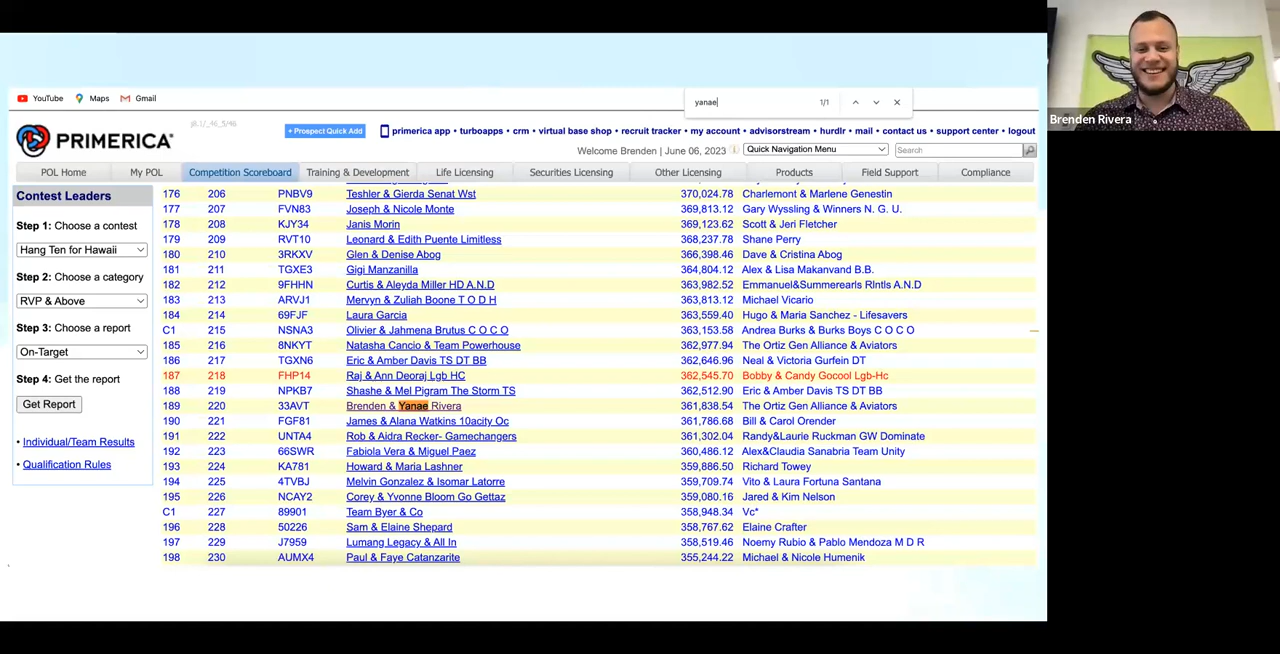 yanae 1/1
YouTube Maps Gmail
+ Prospect Quick Add
primerica app • turboapps • crm • virtual base shop • recruit tracker • my account • advisorstream • hurdlr • mail • contact us • support center • logout
PRIMERICA
Welcome Brenden | June 06, 2023 Quick Navigation Menu Search
POL Home My POL Competition Scoreboard Training & Development Life Licensing Securities Licensing Other Licensing Products Field Support Compliance
Contest Leaders
Step 1: Choose a contest
Hang Ten for Hawaii
Step 2: Choose a category
RVP & Above
Step 3: Choose a report
On-Target
Step 4: Get the report
Get Report
• Individual/Team Results
• Qualification Rules
176 206 PNBV9 Teshler & Gierda Senat Wst 370,024.78 Charlemont & Marlene Genestin
177 207 FVN83 Joseph & Nicole Monte 369,813.12 Gary Wyssling & Winners N. G. U.
178 208 KJY34 Janis Morin 369,123.62 Scott & Jeri Fletcher
179 209 RVT10 Leonard & Edith Puente Limitless 368,237.78 Shane Perry
180 210 3RKXV Glen & Denise Abog 366,398.46 Dave & Cristina Abog
181 211 TGXE3 Gigi Manzanilla 364,804.12 Alex & Lisa Makanvand B.B.
182 212 9FHHN Curtis & Aleyda Miller HD A.N.D 363,982.52 Emmanuel&Summerearls Rlntls A.N.D
183 213 ARVJ1 Mervyn & Zuliah Boone T O D H 363,813.12 Michael Vicario
184 214 69FJF Laura Garcia 363,559.40 Hugo & Maria Sanchez - Lifesavers
C1 215 NSNA3 Olivier & Jahmena Brutus C O C O 363,153.58 Andrea Burks & Burks Boys C O C O
185 216 8NKYT Natasha Cancio & Team Powerhouse 362,977.94 The Ortiz Gen Alliance & Aviators
186 217 TGXN6 Eric & Amber Davis TS DT BB 362,646.96 Neal & Victoria Gurfein DT
187 218 FHP14 Raj & Ann Deoraj Lgb HC 362,545.70 Bobby & Candy Gocool Lgb-Hc
188 219 NPKB7 Shashe & Mel Pigram The Storm TS 362,512.90 Eric & Amber Davis TS DT BB
189 220 33AVT Brenden & Yanae Rivera 361,838.54 The Ortiz Gen Alliance & Aviators
190 221 FGF81 James & Alana Watkins 10acity Oc 361,786.68 Bill & Carol Orender
191 222 UNTA4 Rob & Aidra Recker- Gamechangers 361,302.04 Randy&Laurie Ruckman GW Dominate
192 223 66SWR Fabiola Vera & Miguel Paez 360,486.12 Alex&Claudia Sanabria Team Unity
193 224 KA781 Howard & Maria Lashner 359,886.50 Richard Towey
194 225 4TVBJ Melvin Gonzalez & Isomar Latorre 359,709.74 Vito & Laura Fortuna Santana
195 226 NCAY2 Corey & Yvonne Bloom Go Gettaz 359,080.16 Jared & Kim Nelson
C1 227 89901 Team Byer & Co 358,948.34 Vc*
196 228 50226 Sam & Elaine Shepard 358,767.62 Elaine Crafter
197 229 J7959 Lumang Legacy & All In 358,519.46 Noemy Rubio & Pablo Mendoza M D R
198 230 AUMX4 Paul & Faye Catanzarite 355,244.22 Michael & Nicole Humenik
Brenden Rivera